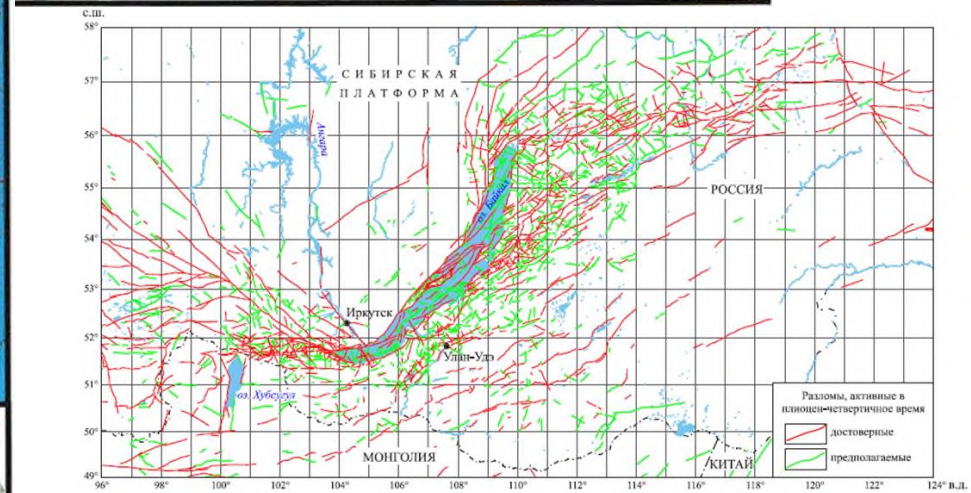 с.ш.
58°
57°
56°
55°
54°
53°
52°
51°
50°
49°
СИБИРСКАЯ
ПЛАТФОРМА
Ангара
оз. Байкал
РОССИЯ
Иркутск
Улан-Удэ
оз. Хубсугул
МОНГОЛИЯ
КИТАЙ
Разломы, активные в
плиоцен-четвертичное время
достоверные
предполагаемые
96° 98° 100° 102° 104° 106° 108° 110° 112° 114° 116° 118° 120° 122° 124° в.д.